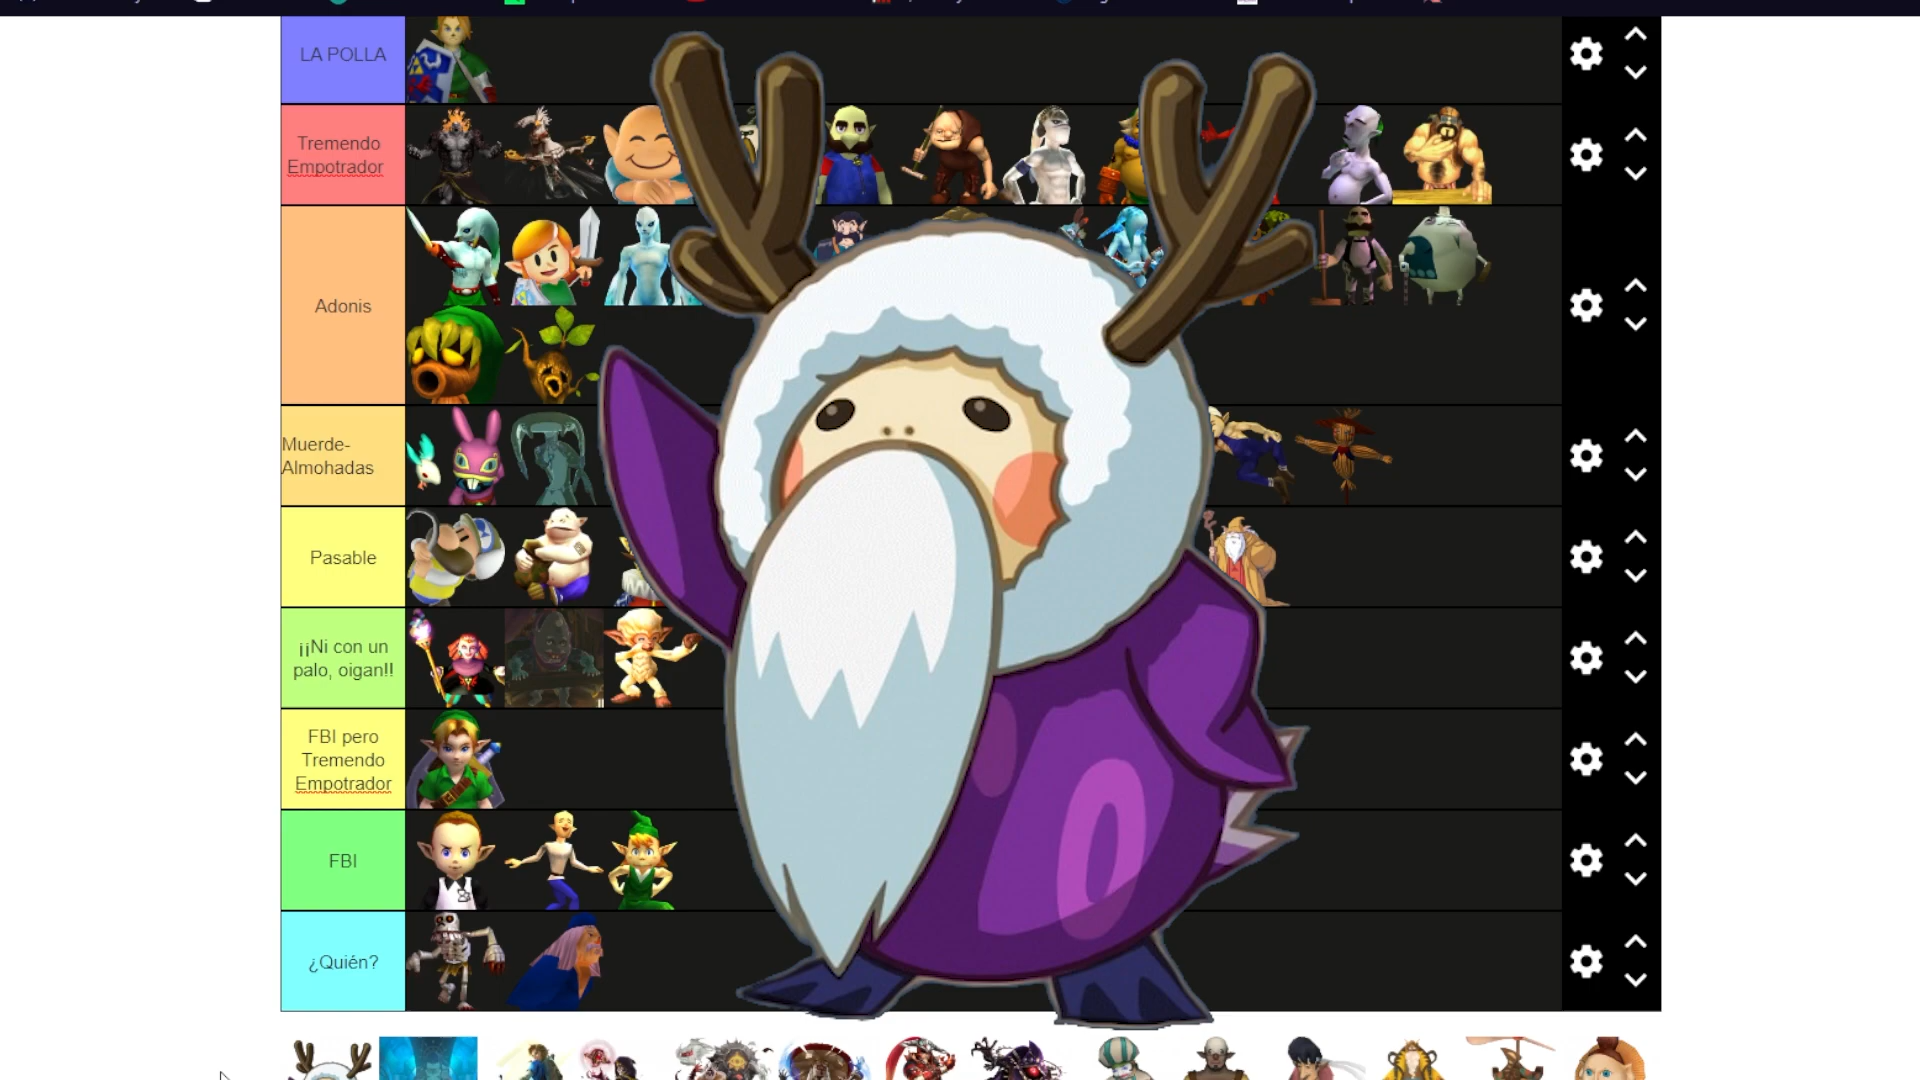 LA POLLA
Tremendo
Empotrador
Adonis
Muerde-
Almohadas
Pasable
¡¡Ni con un
palo, oigan!!
FBI pero
Tremendo
Empotrador
FBI
¿Quién?